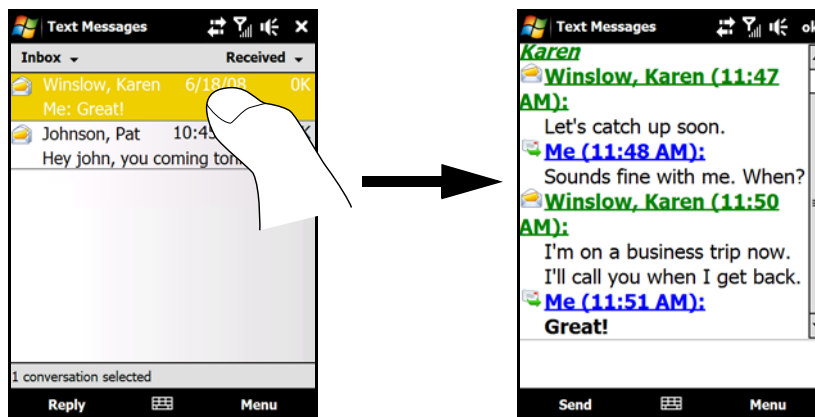 Text Messages
Inbox
Received
Winslow, Karen 6/18/08 0K
Me: Great!
Johnson, Pat
Hey john, you coming
1 conversation selected
Reply
Menu
Text Messages
ok
Karen
Winslow, Karen (11:47
AM):
Let's catch up soon.
Me (11:48 AM):
Sounds fine with me. When?
Winslow, Karen (11:50
AM):
I'm on a business trip now.
I'll call you when I get back.
Me (11:51 AM):
Great!
Send
Menu